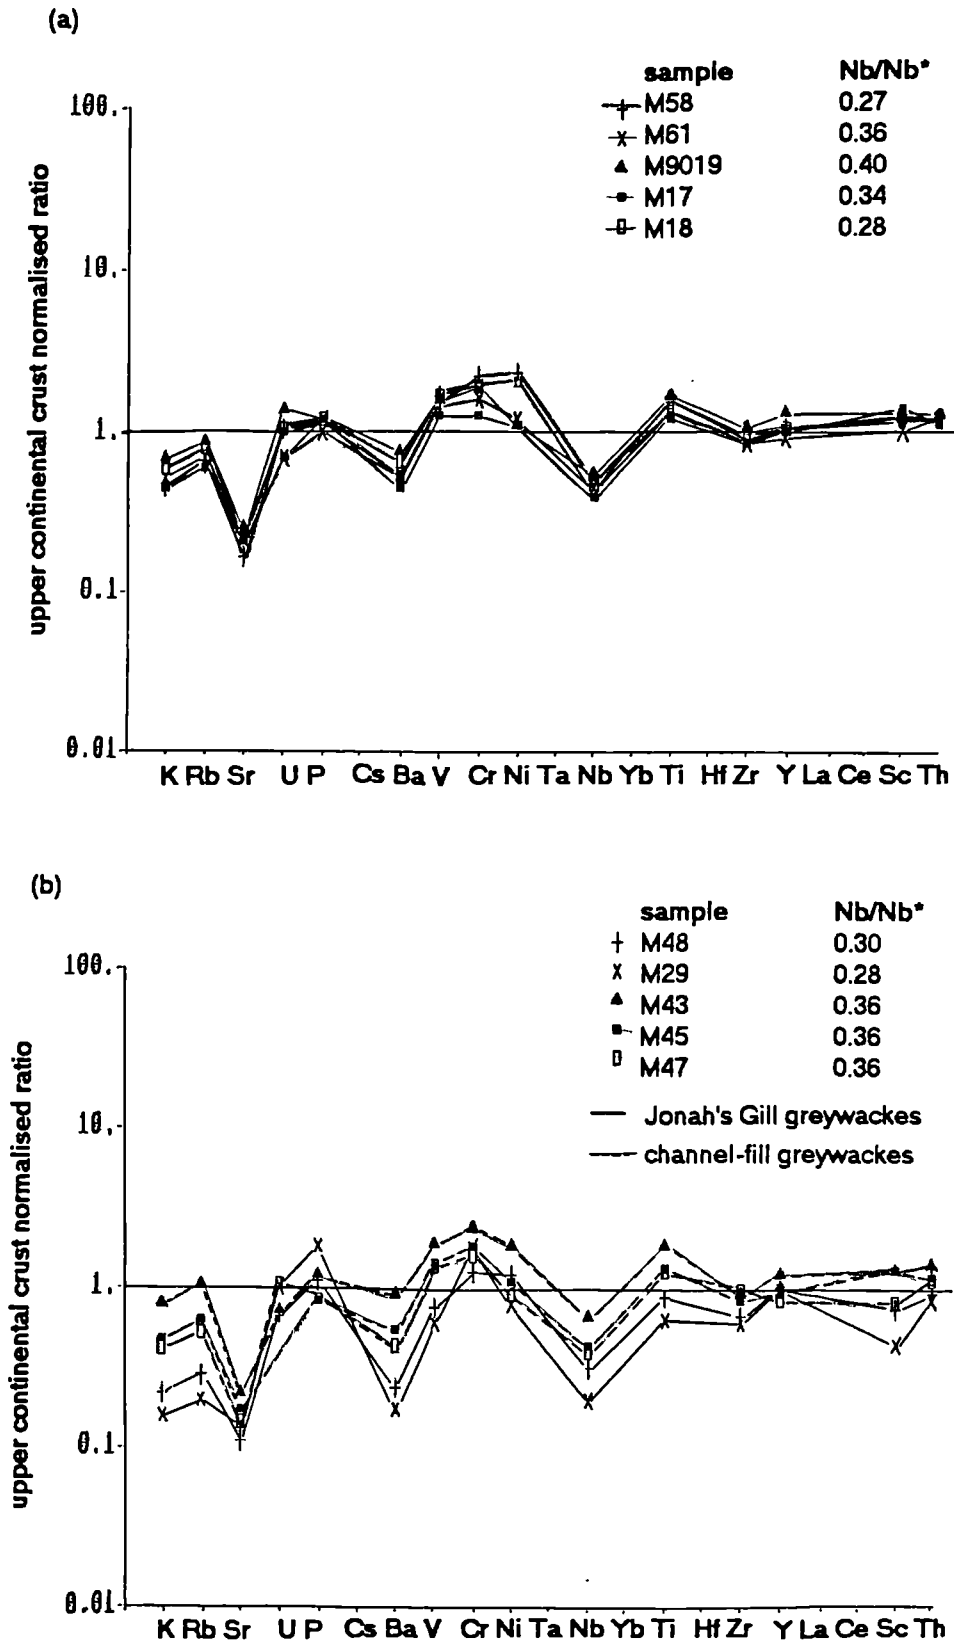 (a)
sample Nb/Nb*
M58 0.27
M61 0.36
M9019 0.40
M17 0.34
M18 0.28
upper continental crust normalised ratio
100.
10.
1.
0.1
0.01
K Rb Sr U P Cs Ba V Cr Ni Ta Nb Yb Ti Hf Zr Y La Ce Sc Th
(b)
sample Nb/Nb*
M48 0.30
M29 0.28
M43 0.36
M45 0.36
M47 0.36
Jonah's Gill greywackes
channel-fill greywackes
upper continental crust normalised ratio
100.
10.
1.
0.1
0.01
K Rb Sr U P Cs Ba V Cr Ni Ta Nb Yb Ti Hf Zr Y La Ce Sc Th